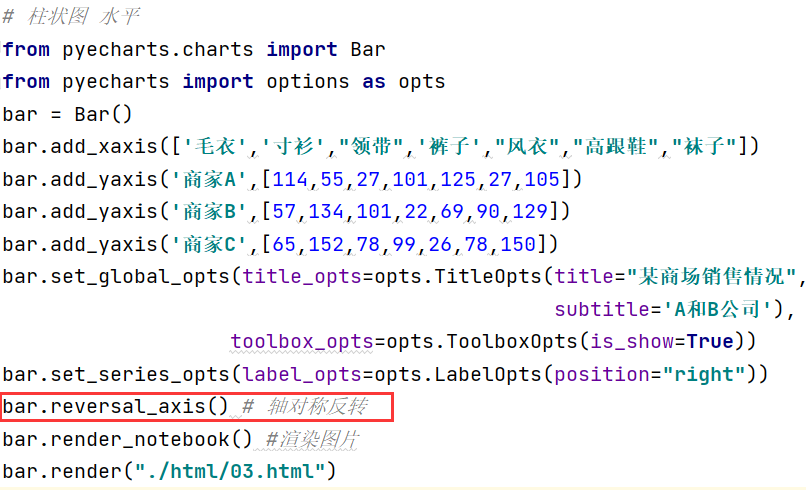 # 柱状图 水平
from pyecharts.charts import Bar
from pyecharts import options as opts
bar = Bar()
bar.add_xaxis(['毛衣','寸衫',"领带",'裤子',"风衣","高跟鞋","袜子"])
bar.add_yaxis('商家A',[114,55,27,101,125,27,105])
bar.add_yaxis('商家B',[57,134,101,22,69,90,129])
bar.add_yaxis('商家C',[65,152,78,99,26,78,150])
bar.set_global_opts(title_opts=opts.TitleOpts(title="某商场销售情况",
subtitle='A和B公司'),
toolbox_opts=opts.ToolboxOpts(is_show=True))
bar.set_series_opts(label_opts=opts.LabelOpts(position="right"))
bar.reversal_axis() # 轴对称反转
bar.render_notebook() #渲染图片
bar.render("./html/03.html")